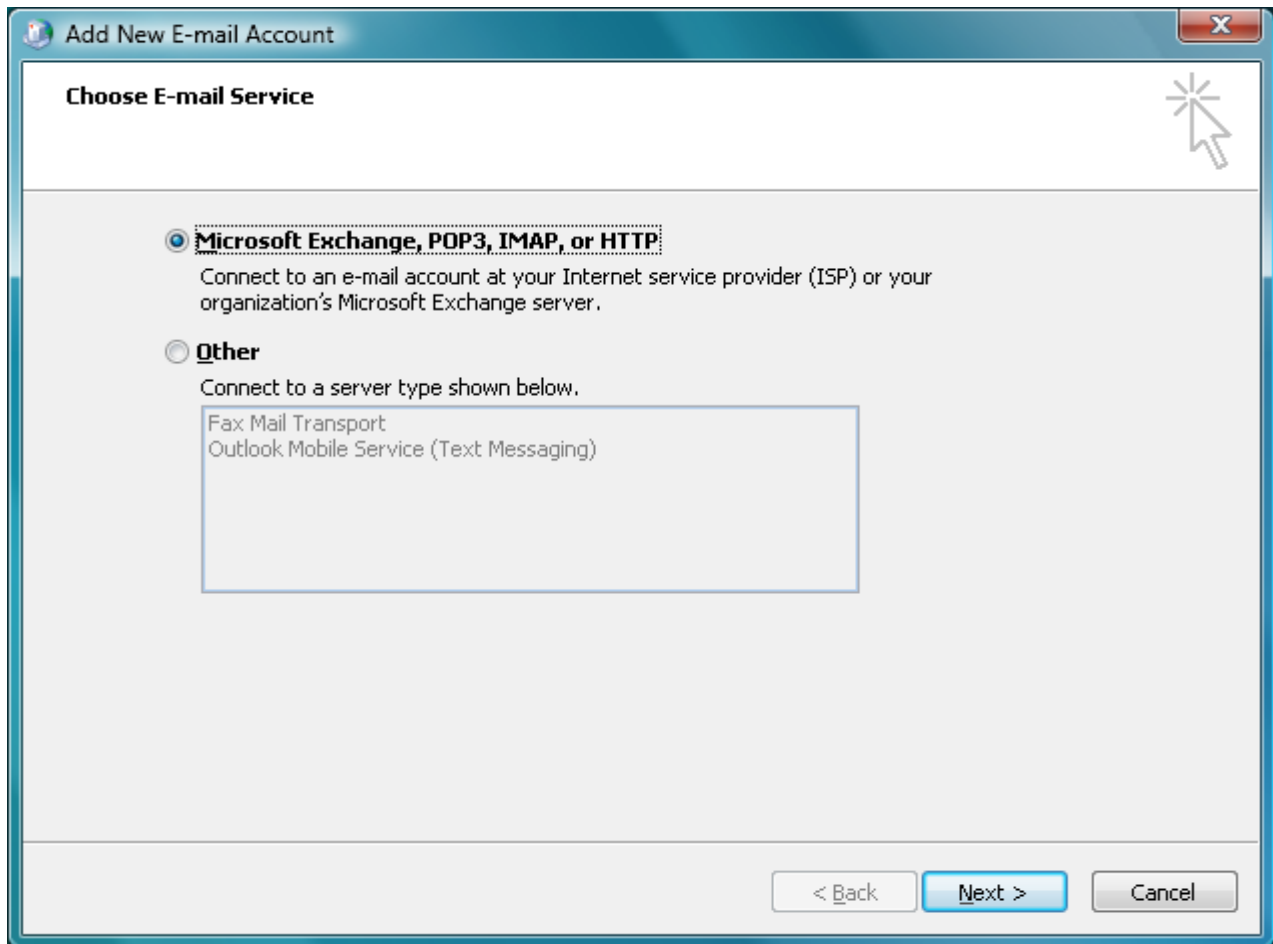 Add New E-mail Account
Choose E-mail Service
Microsoft Exchange, POP3, IMAP, or HTTP
Connect to an e-mail account at your Internet service provider (ISP) or your
organization's Microsoft Exchange server.
Other
Connect to a server type shown below.
Fax Mail Transport
Outlook Mobile Service (Text Messaging)
< Back Next > Cancel